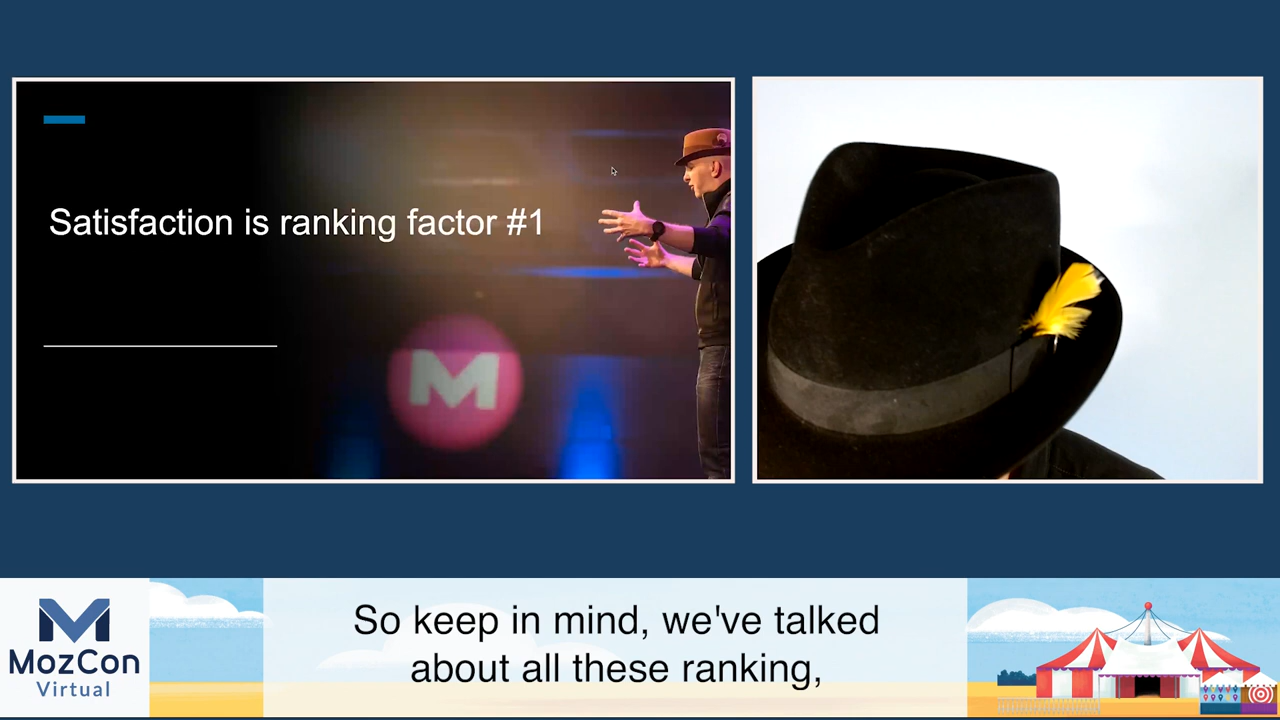 Satisfaction is ranking factor #1
M
MozCon
Virtual
So keep in mind, we've talked
about all these ranking,